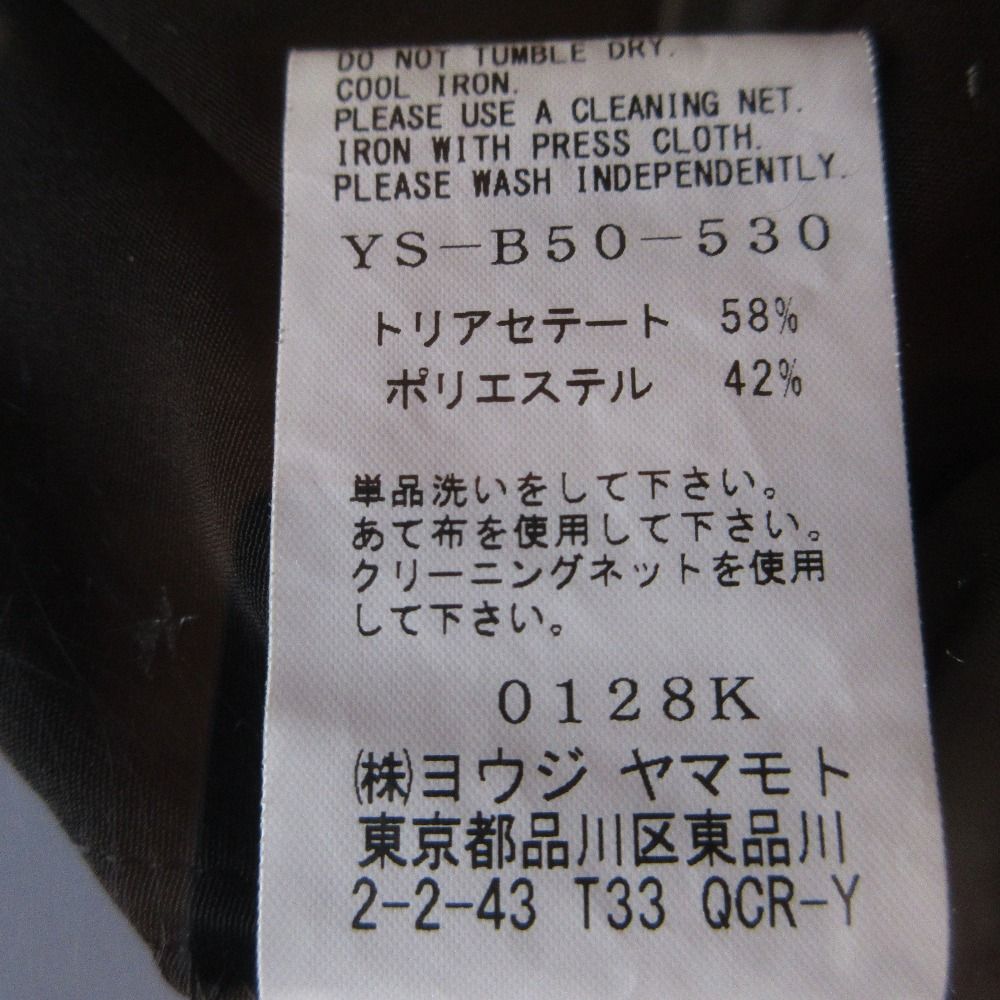 DO NOT TUMBLE DRY.
COOL IRON.
PLEASE USE A CLEANING NET.
IRON WITH PRESS CLOTH.
PLEASE WASH INDEPENDENTLY.
YS-B50-530
トリアセテート 58%
ポリエステル 42%
単品洗いをして下さい。
あて布を使用して下さい。
クリーニングネットを使用
して下さい。
0128K
㈱ヨウジ ヤマモト
東京都品川区東品川
2-2-43 T33 QCR-Y